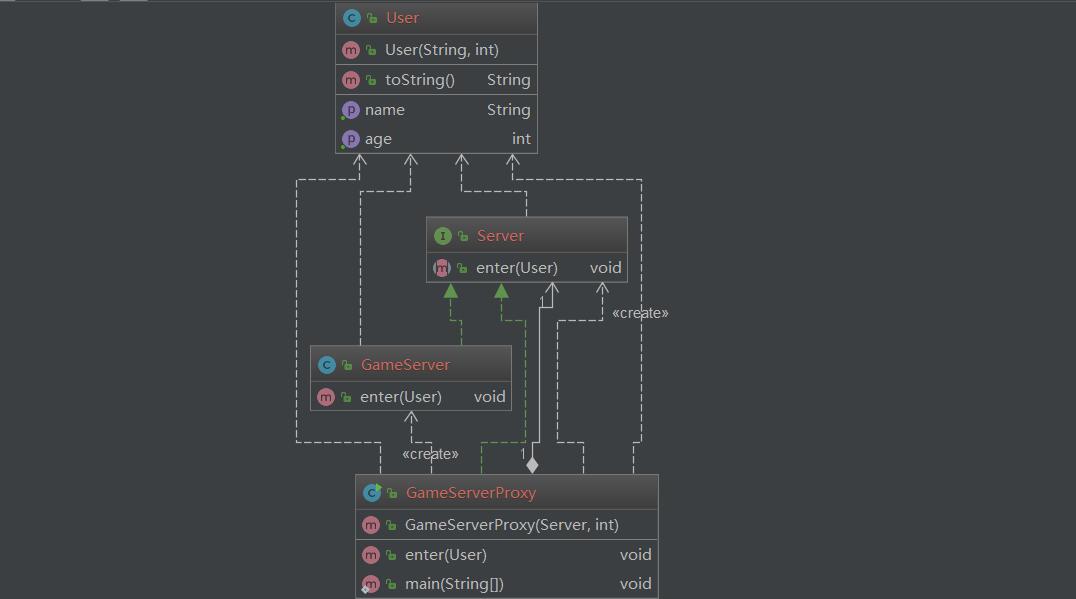 C User
m User(String, int)
m toString() String
p name String
p age int
I Server
m enter(User) void
1
«create»
C GameServer
m enter(User) void
«create»
1
C GameServerProxy
m GameServerProxy(Server, int)
m enter(User) void
m main(String[]) void